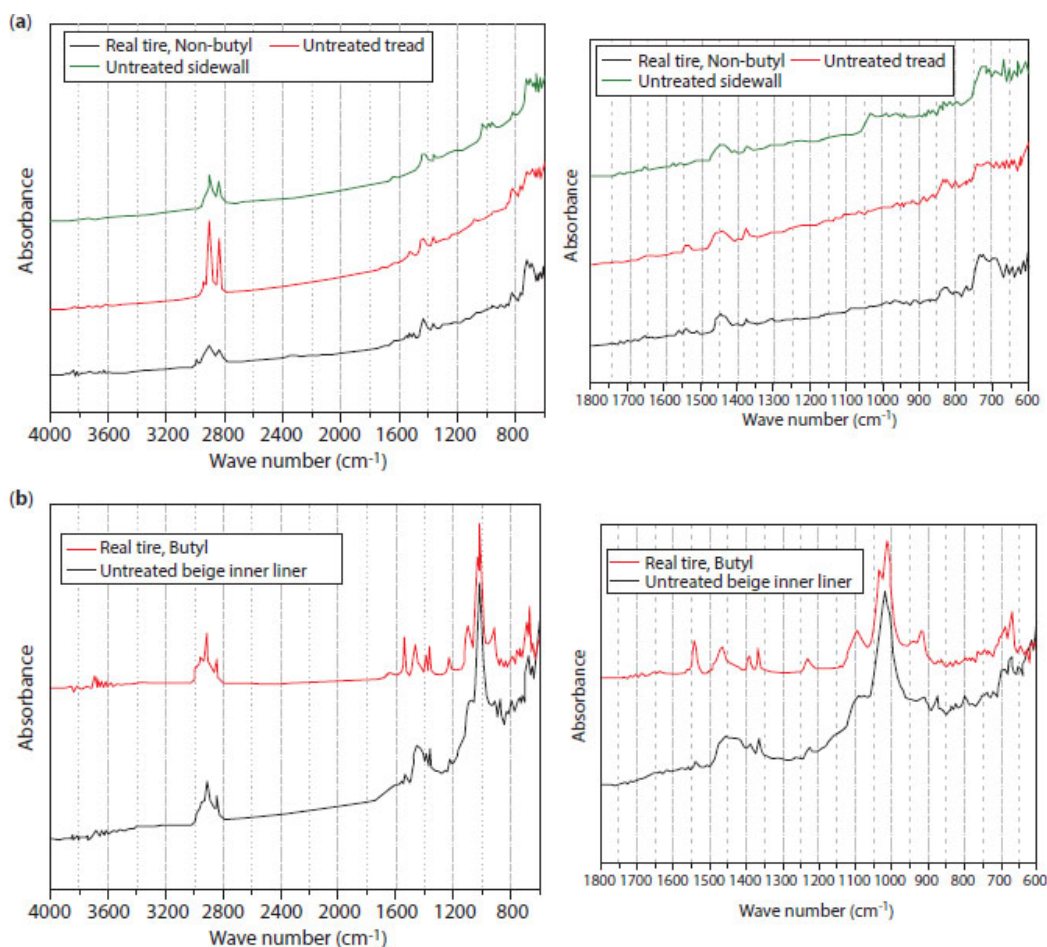 (a)
Real tire, Non-butyl Untreated tread
Untreated sidewall
Absorbance
4000 3600 3200 2800 2400 2000 1600 1200 800
Wave number (cm-1)
Real tire, Non-butyl Untreated tread
Untreated sidewall
Absorbance
1800 1700 1600 1500 1400 1300 1200 1100 1000 900 800 700 600
Wave number (cm-1)
(b)
Real tire, Butyl
Untreated beige inner liner
Absorbance
4000 3600 3200 2800 2400 2000 1600 1200 800
Wave number (cm-1)
Real tire, Butyl
Untreated beige inner liner
Absorbance
1800 1700 1600 1500 1400 1300 1200 1100 1000 900 800 700 600
Wave number (cm-1)